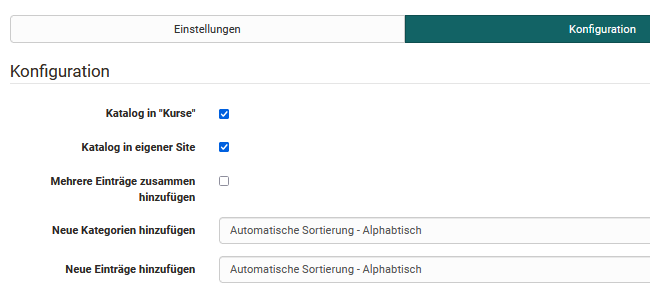 Einstellungen
Konfiguration
Konfiguration
Katalog in "Kurse"
Katalog in eigener Site
Mehrere Einträge zusammen
hinzufügen
Neue Kategorien hinzufügen
Automatische Sortierung - Alphabtisch
Neue Einträge hinzufügen
Automatische Sortierung - Alphabtisch